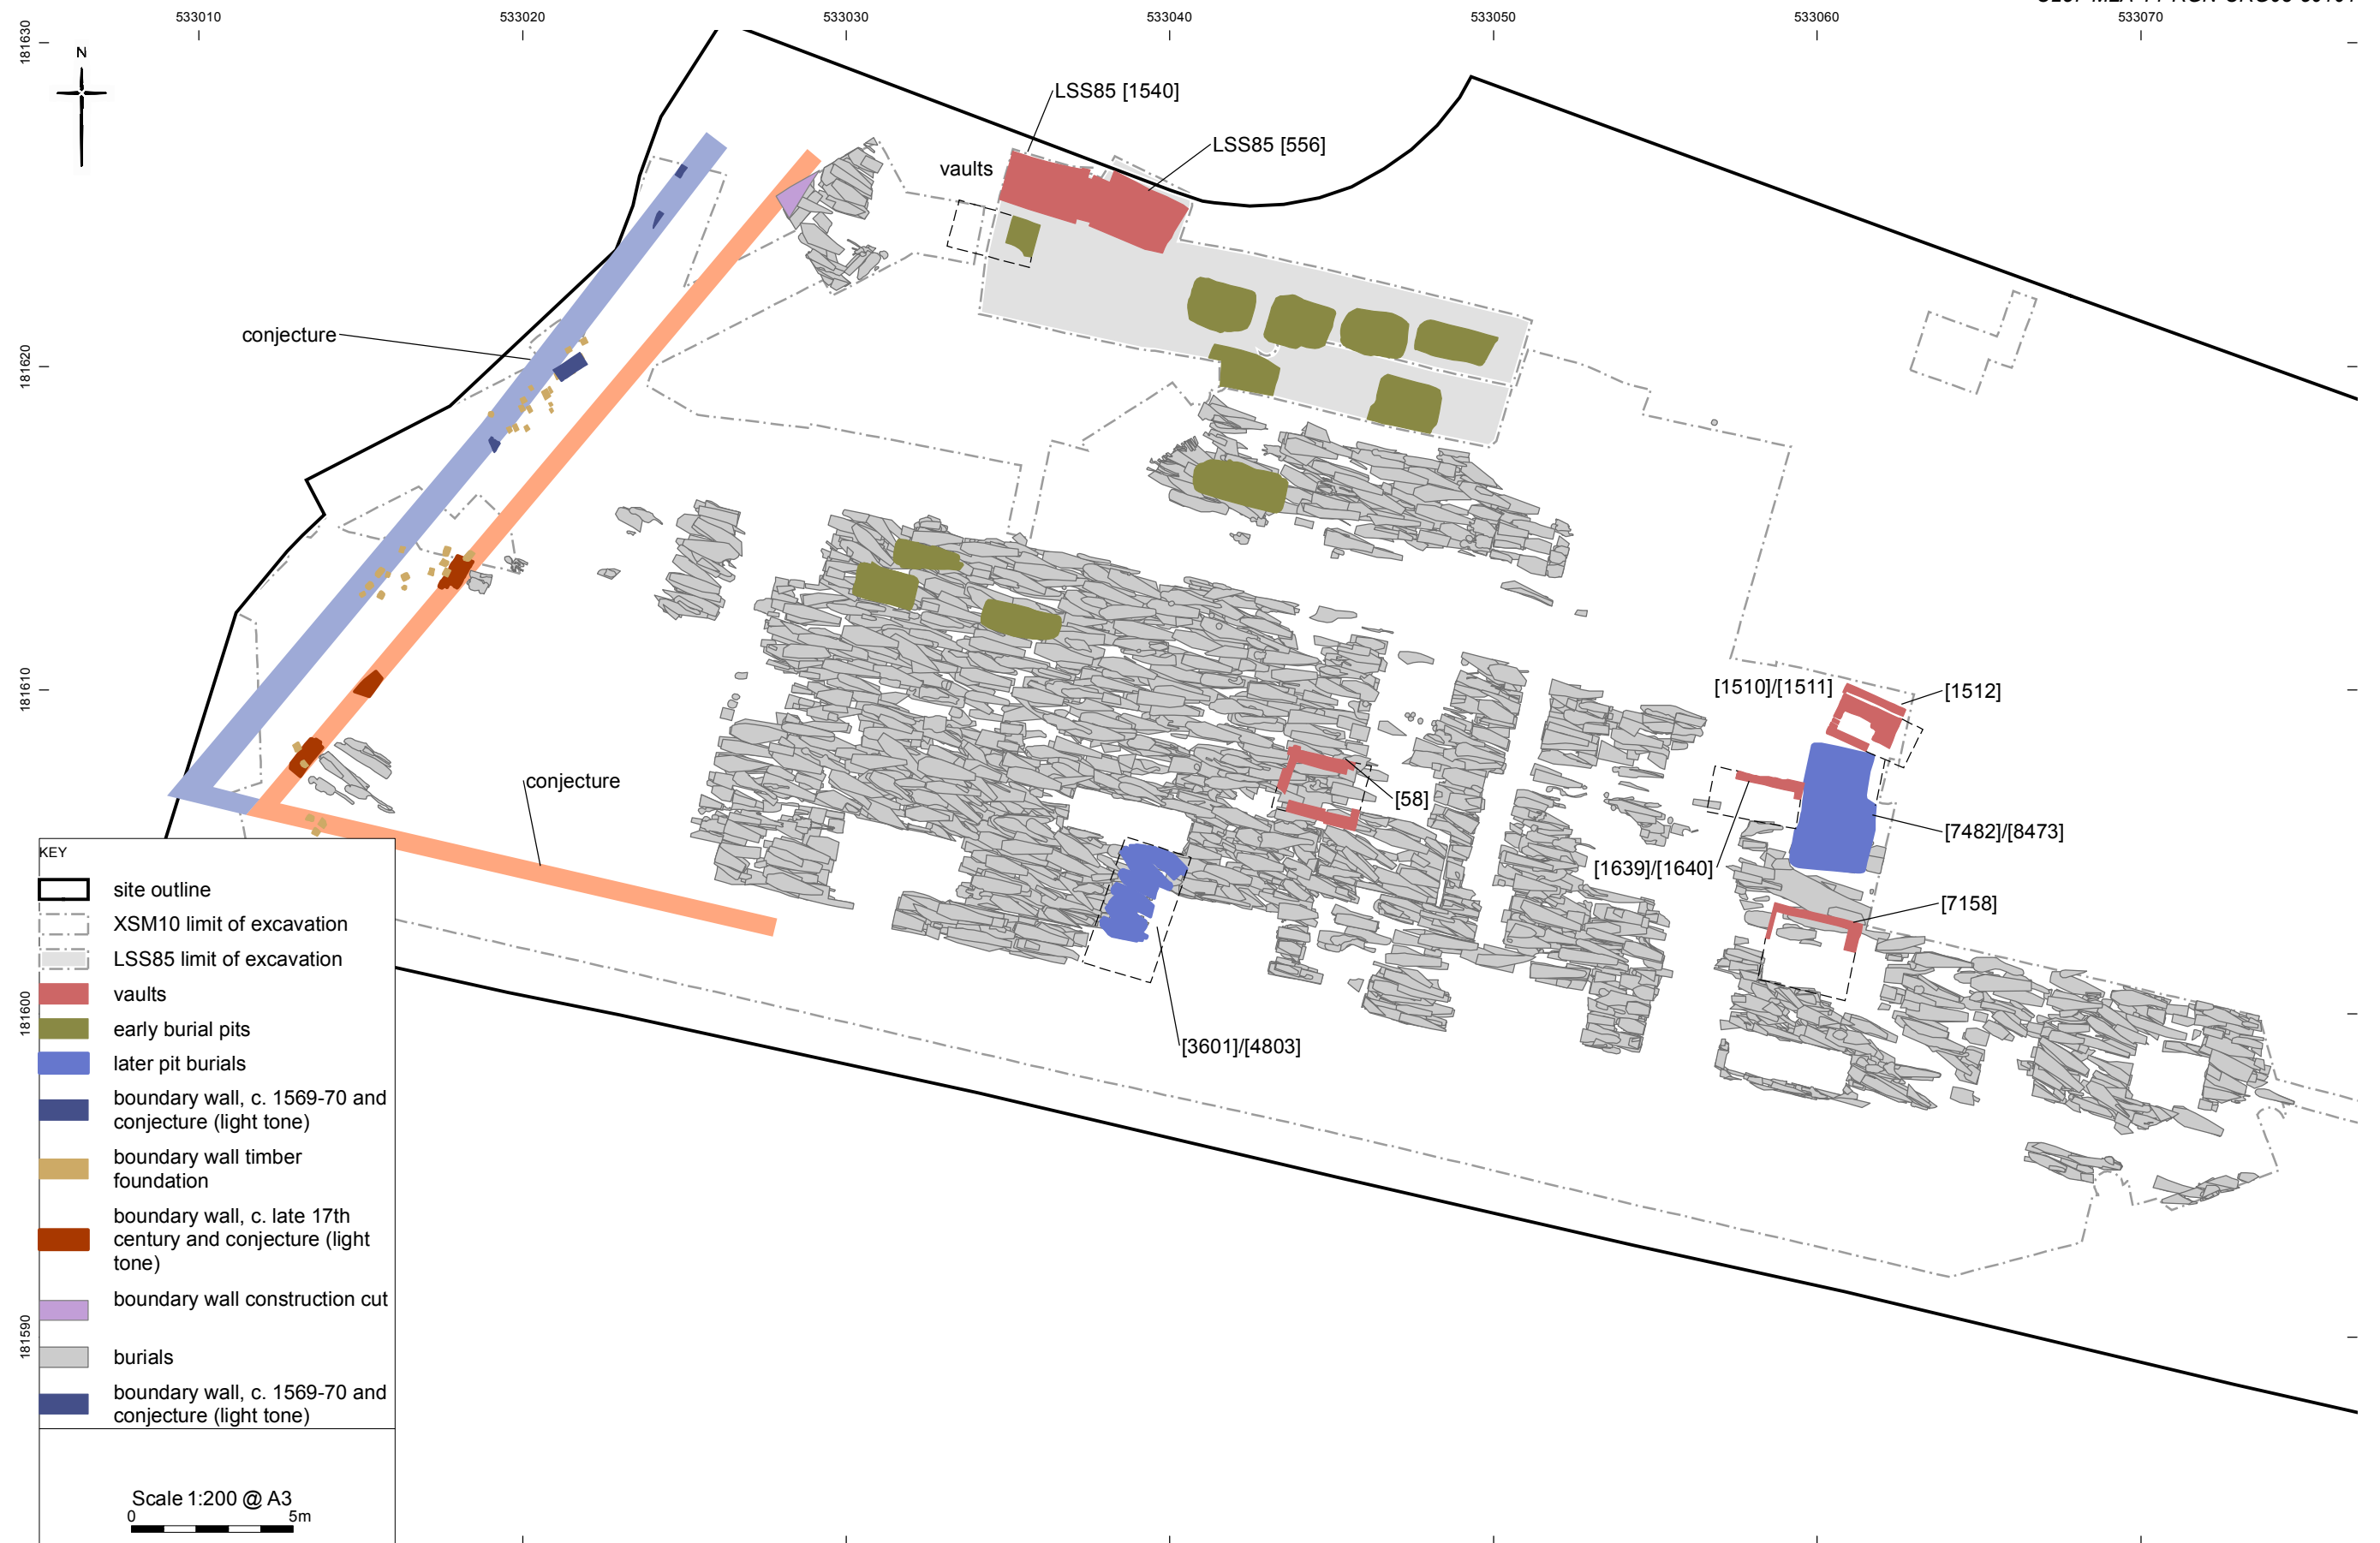 533010
533020
533030
533040
533050
533060
533070
181630
N
LSS85 [1540]
LSS85 [556]
vaults
conjecture
181620
181610
[1510]/[1511]
[1512]
conjecture
[58]
[7482]/[8473]
[1639]/[1640]
[7158]
[3601]/[4803]
KEY
site outline
XSM10 limit of excavation
LSS85 limit of excavation
vaults
181600
early burial pits
later pit burials
boundary wall, c. 1569-70 and
conjecture (light tone)
boundary wall timber
foundation
boundary wall, c. late 17th
century and conjecture (light
tone)
boundary wall construction cut
181590
burials
boundary wall, c. 1569-70 and
conjecture (light tone)
Scale 1:200 @ A3
0 5m